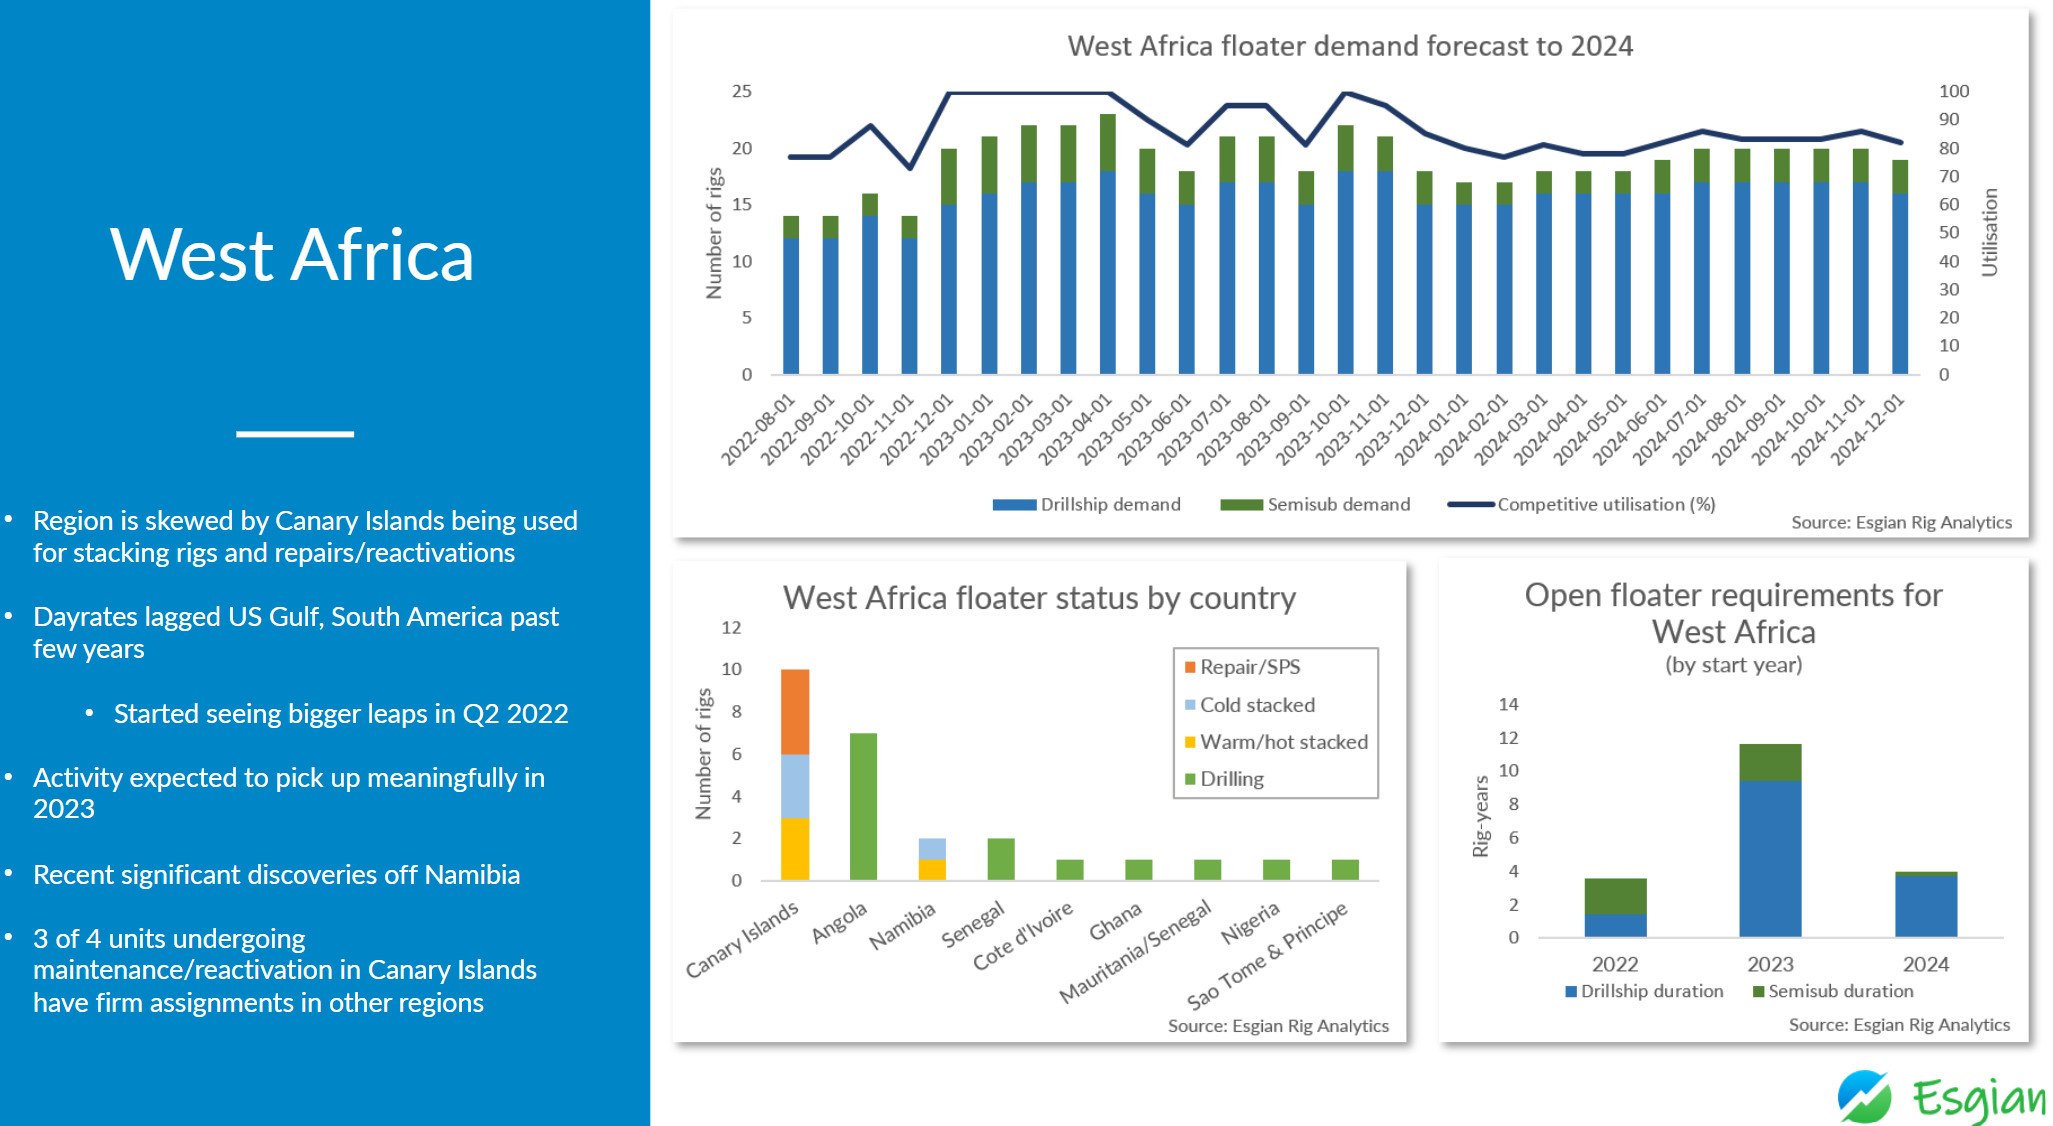 West Africa
• Region is skewed by Canary Islands being used
for stacking rigs and repairs/reactivations
• Dayrates lagged US Gulf, South America past
few years
• Started seeing bigger leaps in Q2 2022
• Activity expected to pick up meaningfully in
2023
• Recent significant discoveries off Namibia
• 3 of 4 units undergoing
maintenance/reactivation in Canary Islands
have firm assignments in other regions
West Africa floater demand forecast to 2024
Number of rigs
25
20
15
10
5
0
100
90
80
70
60
50
40
30
20
10
0
Utilisation
2022-08-01
2022-09-01
2022-10-01
2022-11-01
2022-12-01
2023-01-01
2023-02-01
2023-03-01
2023-04-01
2023-05-01
2023-06-01
2023-07-01
2023-08-01
2023-09-01
2023-10-01
2023-11-01
2023-12-01
2024-01-01
2024-02-01
2024-03-01
2024-04-01
2024-05-01
2024-06-01
2024-07-01
2024-08-01
2024-09-01
2024-10-01
2024-11-01
2024-12-01
Drillship demand
Semisub demand
Competitive utilisation (%)
Source: Esgian Rig Analytics
West Africa floater status by country
Number of rigs
12
10
8
6
4
2
0
Repair/SPS
Cold stacked
Warm/hot stacked
Drilling
Canary Islands
Angola
Namibia
Senegal
Cote d'Ivoire
Ghana
Mauritania/Senegal
Nigeria
Sao Tome & Principe
Source: Esgian Rig Analytics
Open floater requirements for
West Africa
(by start year)
Rig-years
14
12
10
8
6
4
2
0
2022
2023
2024
Drillship duration
Semisub duration
Source: Esgian Rig Analytics
Esgian